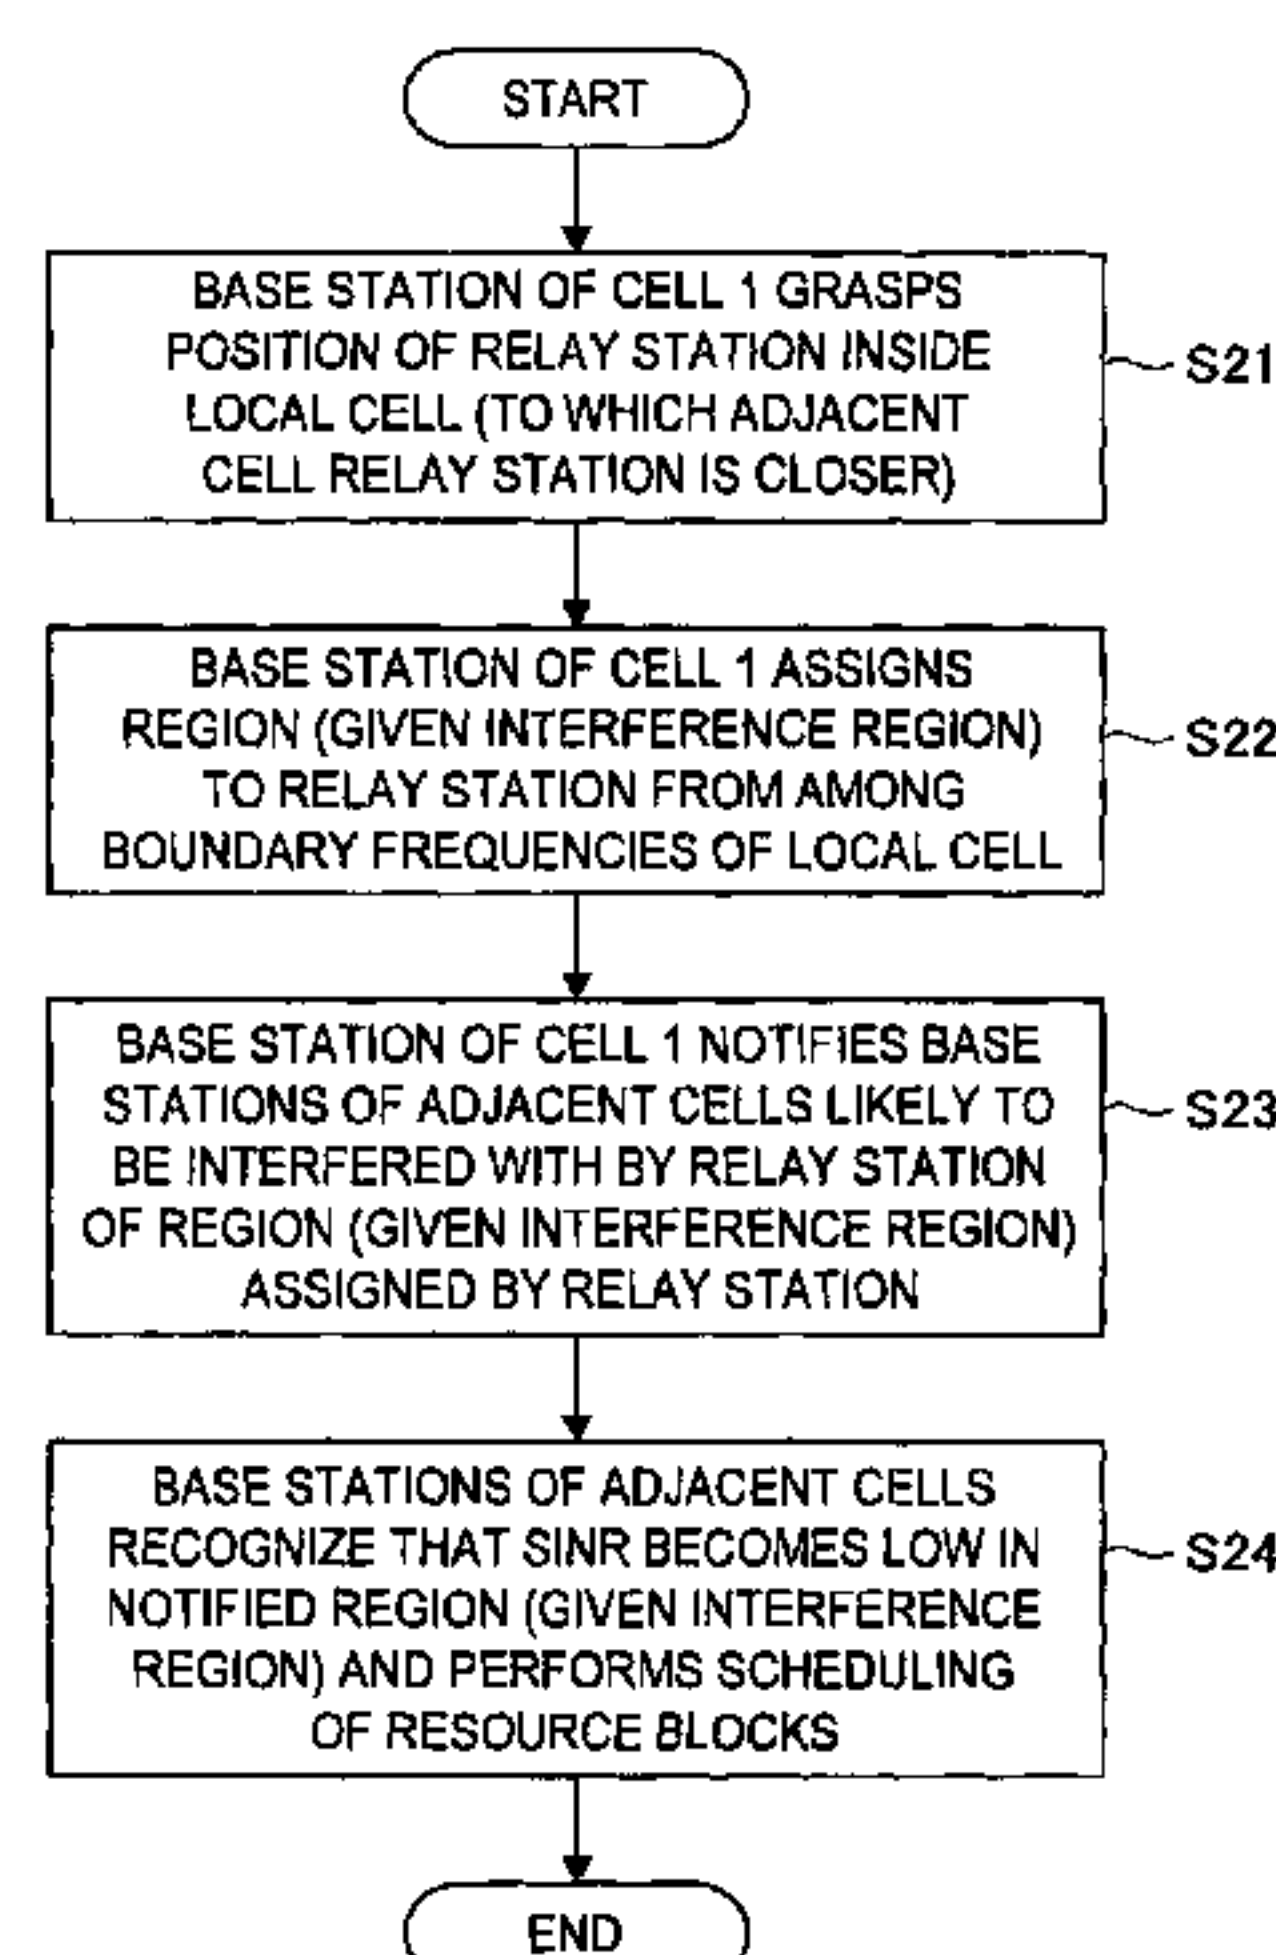 START
BASE STATION OF CELL 1 GRASPS
POSITION OF RELAY STATION INSIDE
LOCAL CELL (TO WHICH ADJACENT
CELL RELAY STATION IS CLOSER)
S21
BASE STATION OF CELL 1 ASSIGNS
REGION (GIVEN INTERFERENCE REGION)
TO RELAY STATION FROM AMONG
BOUNDARY FREQUENCIES OF LOCAL CELL
S22
BASE STATION OF CELL 1 NOTIFIES BASE
STATIONS OF ADJACENT CELLS LIKELY TO
BE INTERFERED WITH BY RELAY STATION
OF REGION (GIVEN INTERFERENCE REGION)
ASSIGNED BY RELAY STATION
S23
BASE STATIONS OF ADJACENT CELLS
RECOGNIZE THAT SINR BECOMES LOW IN
NOTIFIED REGION (GIVEN INTERFERENCE
REGION) AND PERFORMS SCHEDULING
OF RESOURCE BLOCKS
S24
END